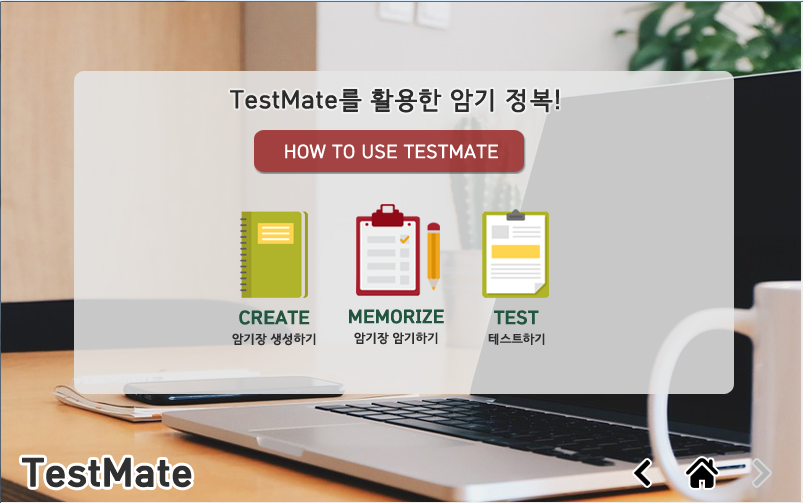 TestMate를 활용한 암기 정복!
HOW TO USE TESTMATE
CREATE
암기장 생성하기
MEMORIZE
암기장 암기하기
TEST
테스트하기
TestMate